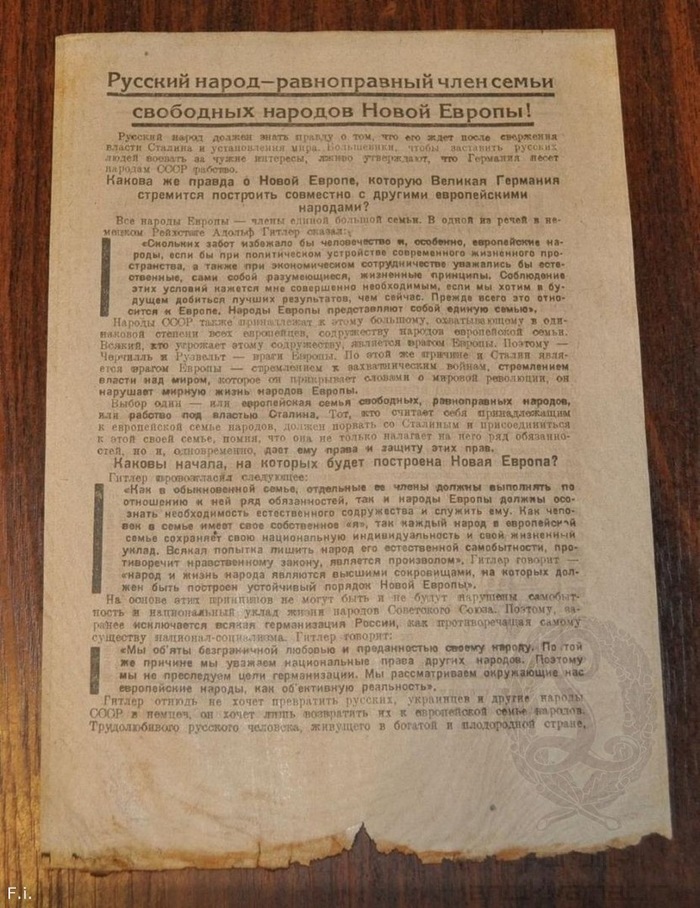 Русский народ—равноправный член семьи
свободных народов Новой Европы!
Русский народ должен знать правду о том, что его ждет после свержения
власти Сталина и установления мира. Большевики, чтобы заставить русских
людей воевать за чужие интересы, лживо утверждают, что Германия несет
народам СССР рабство.
Какова же правда о Новой Европе, которую Великая Германия
стремится построить совместно с другими европейскими
народами?
Все народы Европы — члены единой большой семьи. В одной из речей в не-
мецком Рейхстаге Адольф Гитлер сказал:
«Скольких забот избежало бы человечество и, особенно, европейские на-
роды, если бы при политическом устройстве современного жизненного про-
странства, а также при экономическом сотрудничестве уважались бы есте-
ственные, сами собой разумеющиеся, жизненные принципы. Соблюдение
этих условий кажется мне совершенно необходимым, если мы хотим в бу-
дущем добиться лучших результатов, чем сейчас. Прежде всего это отно-
сится к Европе. Народы Европы представляют собой единую семью».
Народы СССР также принадлежат к этому большому, охватывающему в оди-
наковой степени всех европейцев, содружеству народов европейской семьи.
Всякий, кто угрожает этому содружеству, является врагом Европы. Поэтому —
Черчилль и Рузвельт — враги Европы. По этой же причине и Сталин явля-
ется врагом Европы — стремлением к захватническим войнам, стремлением
власти над миром, которое он прикрывает словами о мировой революции, он
нарушает мирную жизнь народов Европы.
Выбор один — или европейская семья свободных, равноправных народов,
или рабство под властью Сталина. Тот, кто считает себя принадлежащим
к европейской семье народов, должен порвать со Сталиным и присоединиться
к этой своей семье, помня, что она не только налагает на него ряд обязанно-
стей, но и, одновременно, дает ему права и защиту этих прав.
Каковы начала, на которых будет построена Новая Европа?
Гитлер провозгласил следующее:
«Как в обыкновенной семье, отдельные ее члены должны выполнять по
отношению к ней ряд обязанностей, так и народы Европы должны осо-
знать необходимость естественного содружества и служить ему. Как чело-
век в семье имеет свое собственное «я», так каждый народ в европейской
семье сохраняет свою национальную индивидуальность и свой жизненный
уклад. Всякая попытка лишить народ его естественной самобытности, про-
тиворечит нравственному закону, является произволом». Гитлер говорит —
«народ и жизнь народа являются высшими сокровищами, на которых дол-
жен быть построен устойчивый порядок Новой Европы».
На основе этих принципов не могут быть и не будут нарушены самобыт-
ность и национальный уклад жизни народов Советского Союза. Поэтому, за-
ранее исключается всякая германизация России, как противоречащая самому
существу национал-социализма. Гитлер говорит:
«Мы об'яты безграничной любовью и преданностью своему народу. По той
же причине мы уважаем национальные права других народов. Поэтому
мы не преследуем цели германизации. Мы рассматриваем окружающие нас
европейские народы, как об'ективную реальность».
Гитлер отнюдь не хочет превратить русских, украинцев и другие народы
СССР в немцев, он хочет лишь возвратить их к европейской семье народов.
Трудолюбивого русского человека, живущего в богатой и плодородной стране,
F.i.